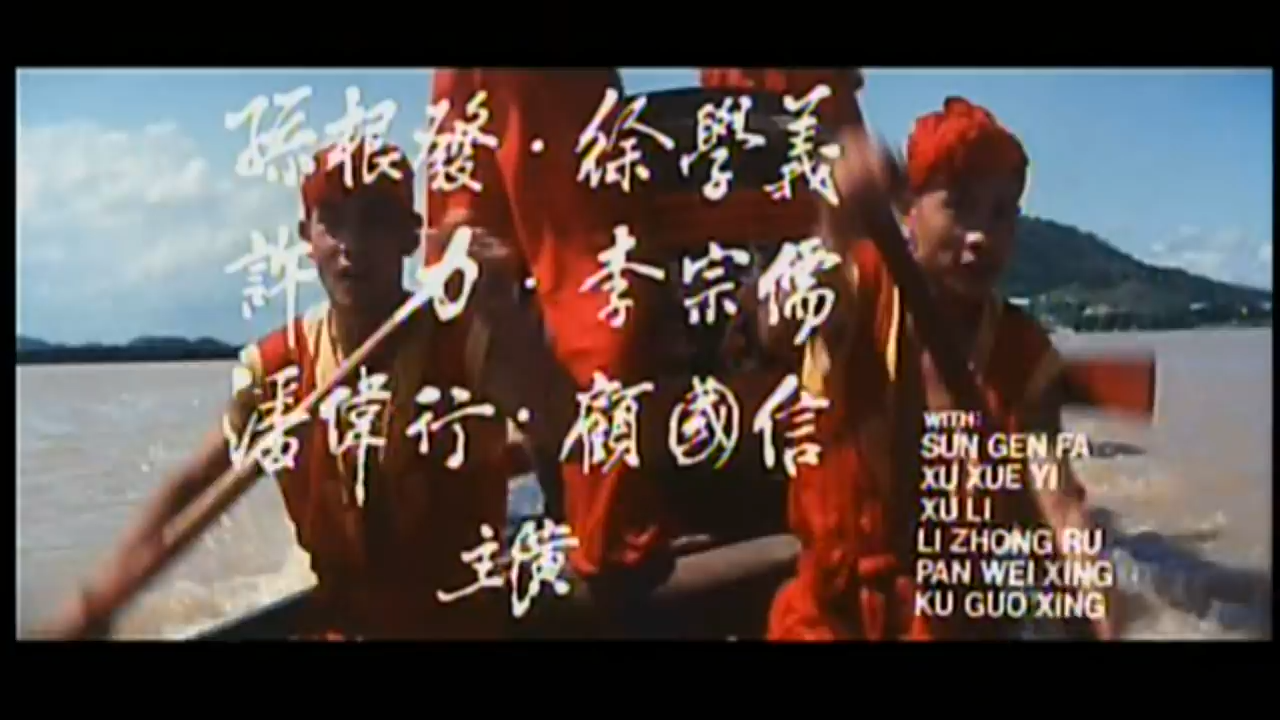 孫根發·徐學義
許力·李宗儒
潘偉行·顧國信
主演
WITH:
SUN GEN FA
XU XUE YI
XU LI
LI ZHONG RU
PAN WEI XING
KU GUO XING